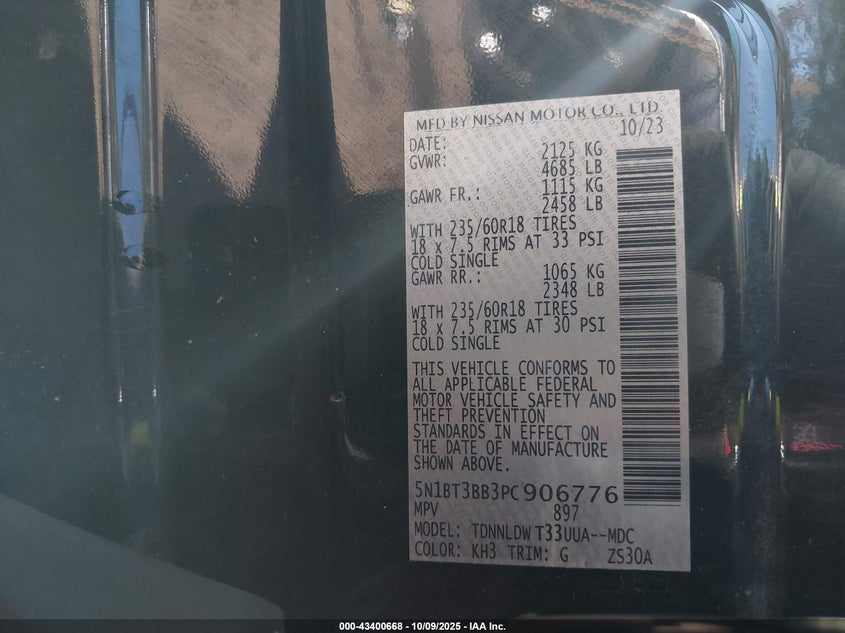 MFD BY NISSAN MOTOR CO., LTD.
DATE: 10/23
GVWR: 2125 KG
4685 LB
GAWR FR.: 1115 KG
2458 LB
WITH 235/60R18 TIRES
18 x 7.5 RIMS AT 33 PSI
COLD SINGLE
GAWR RR.: 1065 KG
2348 LB
WITH 235/60R18 TIRES
18 x 7.5 RIMS AT 30 PSI
COLD SINGLE
THIS VEHICLE CONFORMS TO
ALL APPLICABLE FEDERAL
MOTOR VEHICLE SAFETY AND
THEFT PREVENTION
STANDARDS IN EFFECT ON
THE DATE OF MANUFACTURE
SHOWN ABOVE.
5N1BT3BB3PC906776
MPV 897
MODEL: TDNNLDW T33UUA--MDC
COLOR: KH3 TRIM: G ZS30A
000-43400668 - 10/09/2025 - IAA Inc.